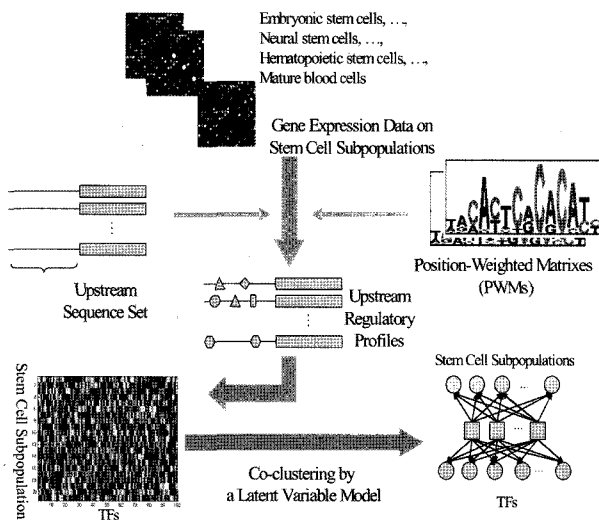 Embryonic stem cells, …,
Neural stem cells, …,
Hematopoietic stem cells, …,
Mature blood cells
Gene Expression Data on
Stem Cell Subpopulations
Upstream
Sequence Set
Position-Weighted Matrixes
(PWMs)
Upstream
Regulatory
Profiles
Stem Cell Subpopulation
TFs
Co-clustering by
a Latent Variable Model
Stem Cell Subpopulations
TFs